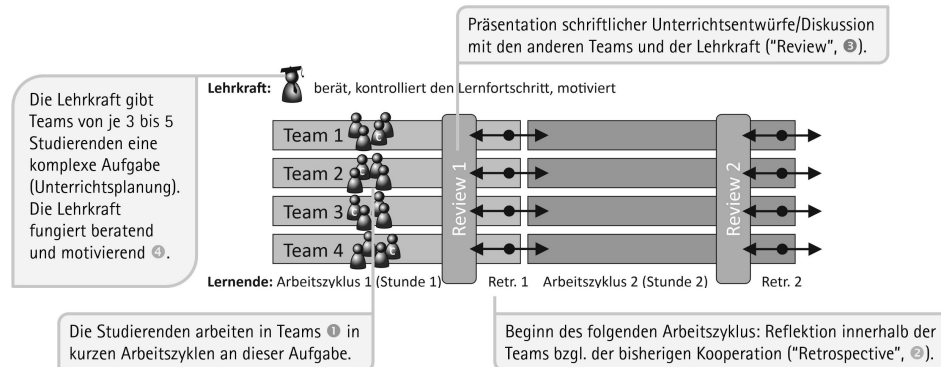 Präsentation schriftlicher Unterrichtsentwürfe/Diskussion
mit den anderen Teams und der Lehrkraft ("Review", ❸).
Die Lehrkraft gibt
Teams von je 3 bis 5
Studierenden eine
komplexe Aufgabe
(Unterrichtsplanung).
Die Lehrkraft
fungiert beratend
und motivierend ❹.
Lehrkraft: berät, kontrolliert den Lernfortschritt, motiviert
Team 1
Team 2
Team 3
Team 4
Review 1
Review 2
Lernende: Arbeitszyklus 1 (Stunde 1) Retr. 1 Arbeitszyklus 2 (Stunde 2) Retr. 2
Die Studierenden arbeiten in Teams ❶ in
kurzen Arbeitszyklen an dieser Aufgabe.
Beginn des folgenden Arbeitszyklus: Reflektion innerhalb der
Teams bzgl. der bisherigen Kooperation ("Retrospective", ❷).